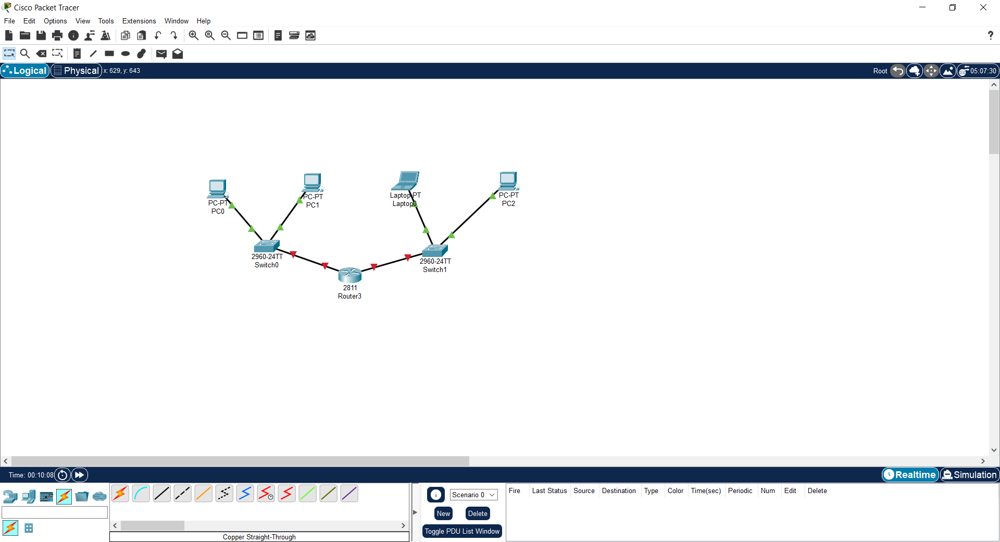 Cisco Packet Tracer
File Edit Options View Tools Extensions Window Help
?
Logical Physical x: 629, y: 643 Root 05:07:30
PC-PT
PC0
PC-PT
PC1
Laptop-PT
Laptop0
PC-PT
PC2
2960-24TT
Switch0
2960-24TT
Switch1
2811
Router3
Time: 00:10:08 Realtime Simulation
Scenario 0
New Delete
Toggle PDU List Window
Fire Last Status Source Destination Type Color Time(sec) Periodic Num Edit Delete
Copper Straight-Through